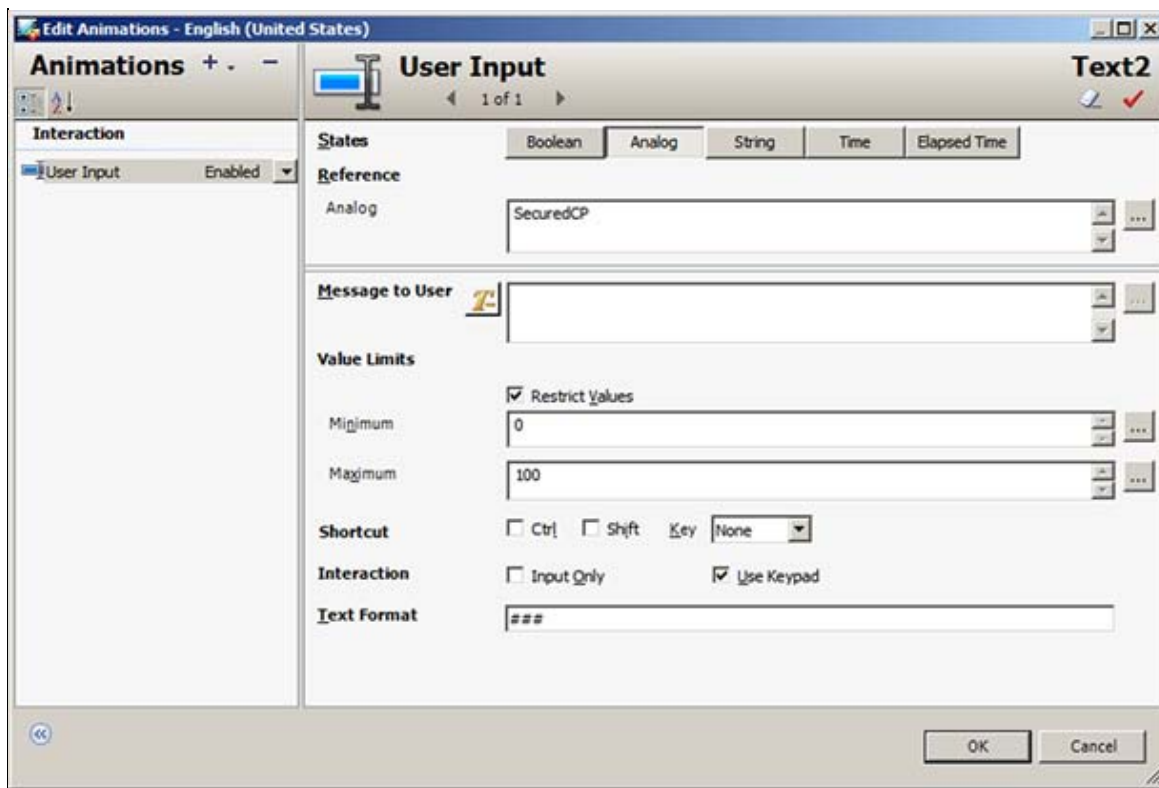 Edit Animations - English (United States)
Animations + - −
User Input
Text2
1 of 1
Interaction
User Input Enabled
States
Boolean Analog String Time Elapsed Time
Reference
Analog
SecuredCP
...
Message to User
T
...
Value Limits
Restrict Values
Minimum
0
...
Maximum
100
...
Shortcut
Ctrl Shift Key None
Interaction
Input Only Use Keypad
Text Format
###
OK Cancel